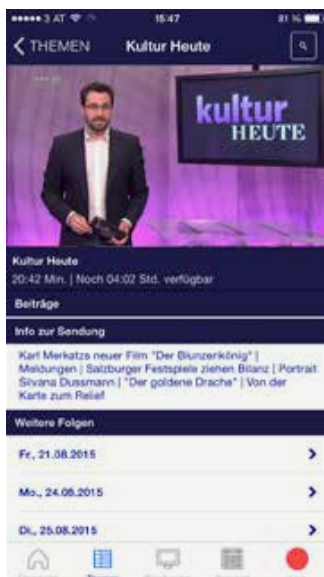 3 AT 15:47 81 %
THEMEN Kultur Heute
kultur
HEUTE
Kultur Heute
20:42 Min. | Noch 04:02 Std. verfügbar
Beiträge
Info zur Sendung
Karl Merkatz neuer Film "Der Blunzenkönig" |
Meldungen | Salzburger Festspiele ziehen Bilanz | Portrait
Silvana Dussmann | "Der goldene Drache" | Von der
Karte zum Relief
Weitere Folgen
Fr., 21.08.2015
Mo., 24.08.2015
Di., 25.08.2015